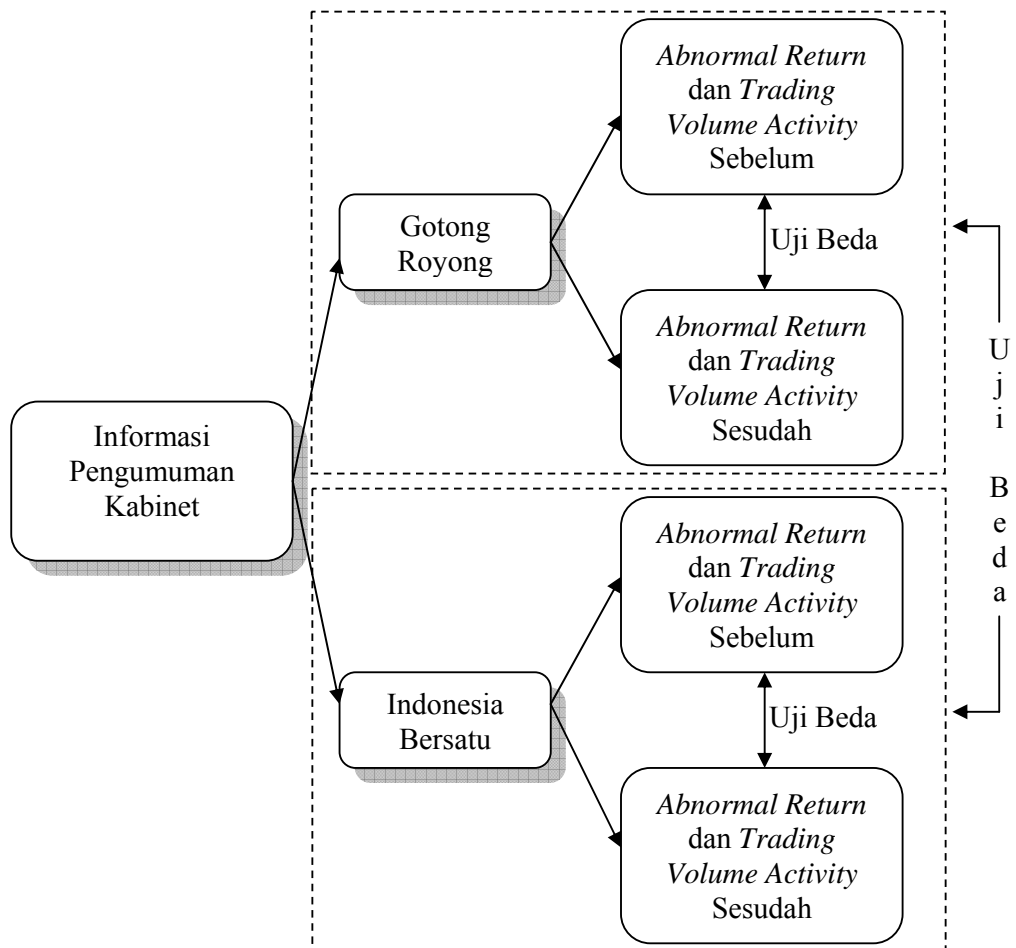 Abnormal Return
dan Trading
Volume Activity
Sebelum
Gotong
Royong
Uji Beda
Abnormal Return
dan Trading
Volume Activity
Sesudah
Informasi
Pengumuman
Kabinet
Abnormal Return
dan Trading
Volume Activity
Sebelum
Indonesia
Bersatu
Uji Beda
Abnormal Return
dan Trading
Volume Activity
Sesudah
U
j
i
B
e
d
a